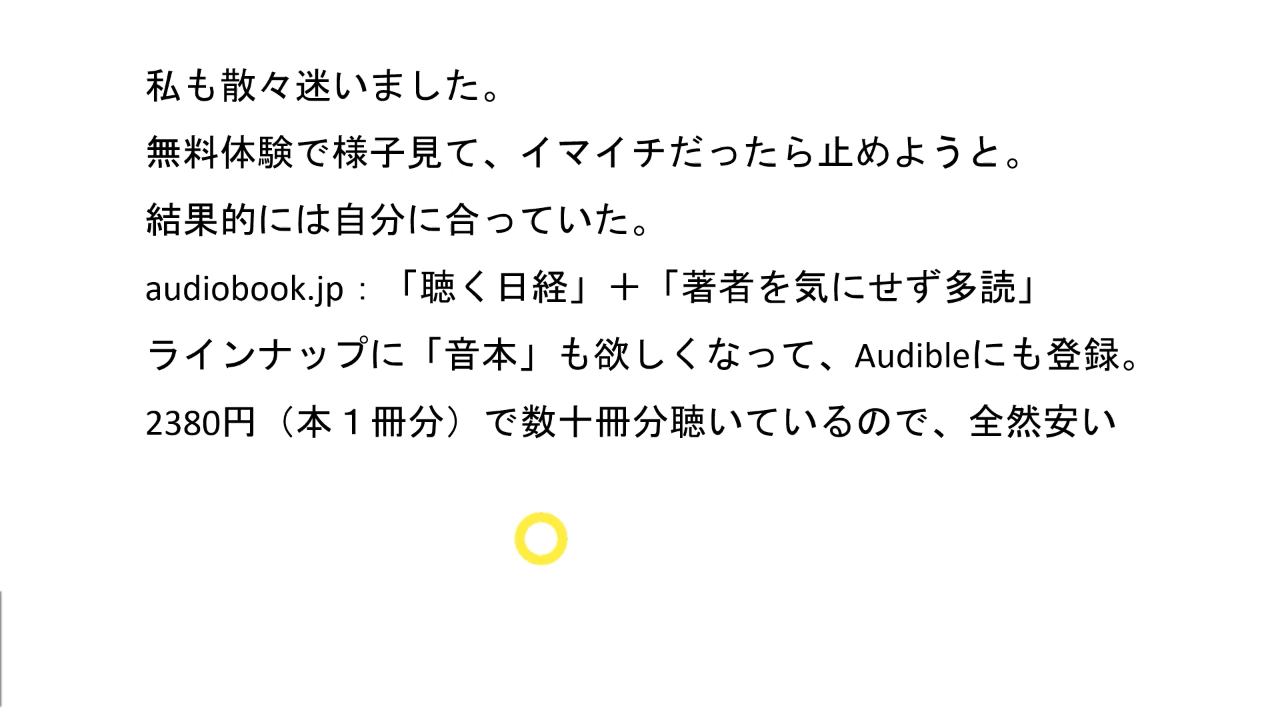 私も散々迷いました。
無料体験で様子見て、イマイチだったら止めようと。
結果的には自分に合っていた。
audiobook.jp：「聴く日経」＋「著者を気にせず多読」
ラインナップに「音本」も欲しくなって、Audibleにも登録。
2380円（本１冊分）で数十冊分聴いているので、全然安い